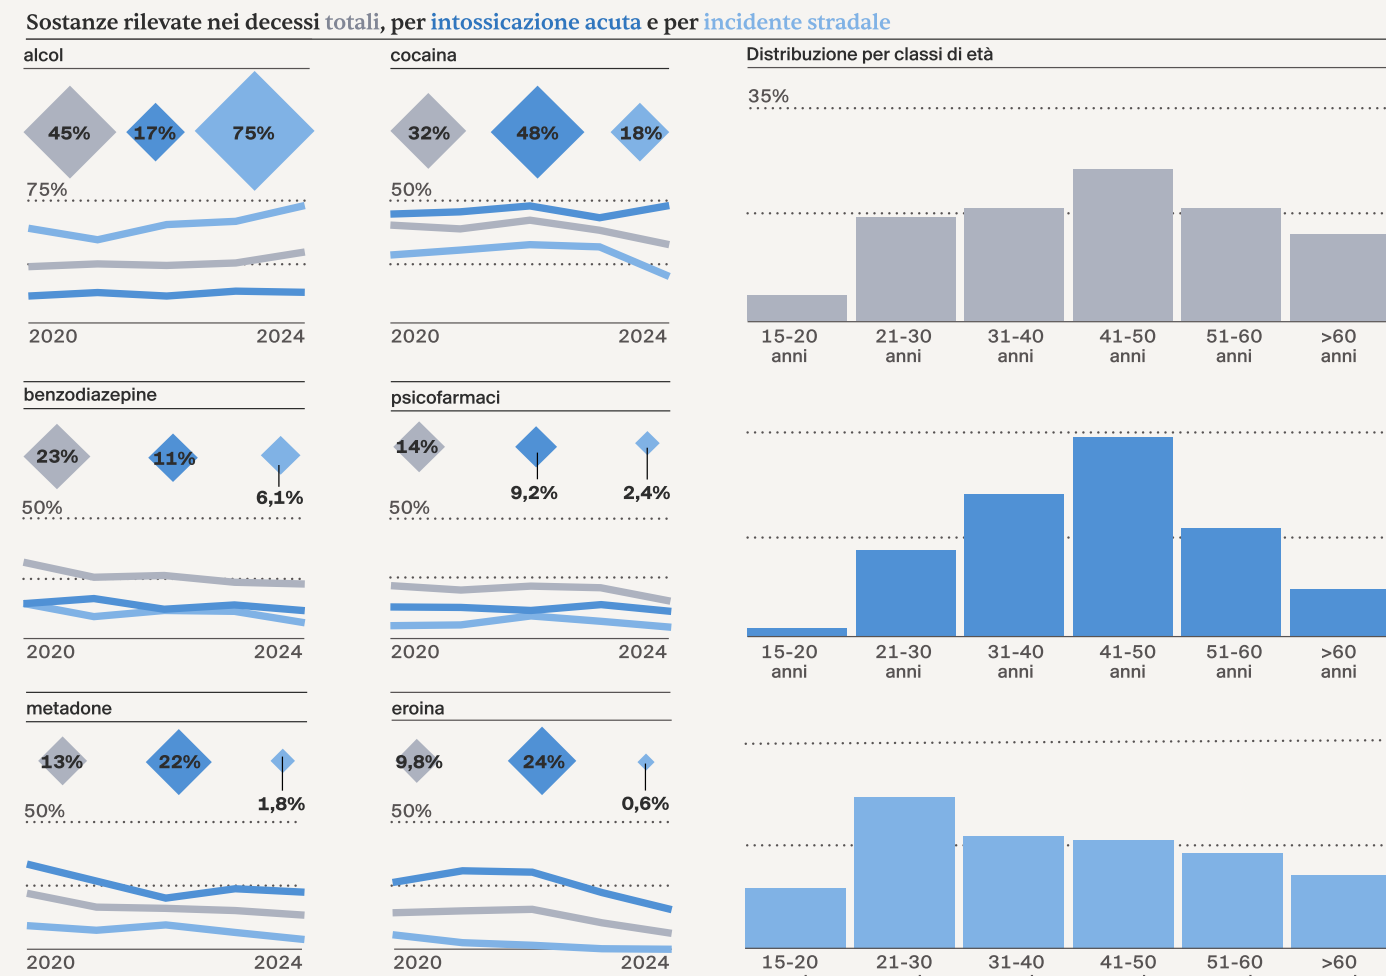 Sostanze rilevate nei decessi totali, per intossicazione acuta e per incidente stradale
alcol
45% 17% 75%
75%
2020 2024
cocaina
32% 48% 18%
50%
2020 2024
benzodiazepine
23% 11% 6,1%
50%
2020 2024
psicofarmaci
14% 9,2% 2,4%
50%
2020 2024
metadone
13% 22% 1,8%
50%
2020 2024
eroina
9,8% 24% 0,6%
50%
2020 2024
Distribuzione per classi di età
35%
15-20 21-30 31-40 41-50 51-60 >60
anni anni anni anni anni anni
15-20 21-30 31-40 41-50 51-60 >60
anni anni anni anni anni anni
15-20 21-30 31-40 41-50 51-60 >60